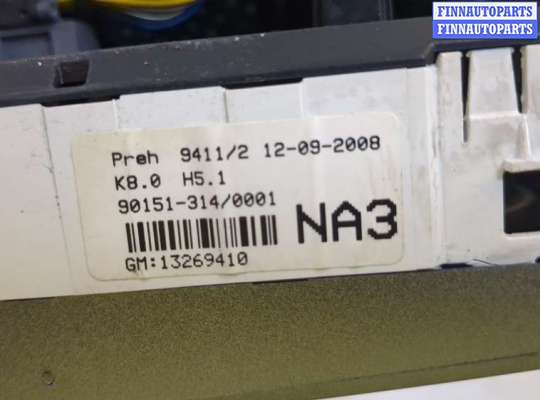 FINNAUTOPARTS
FINNAUTOPARTS
Preh 9411/2 12-09-2008
K8.0 H5.1
90151-314/0001
NA3
GM:13269410